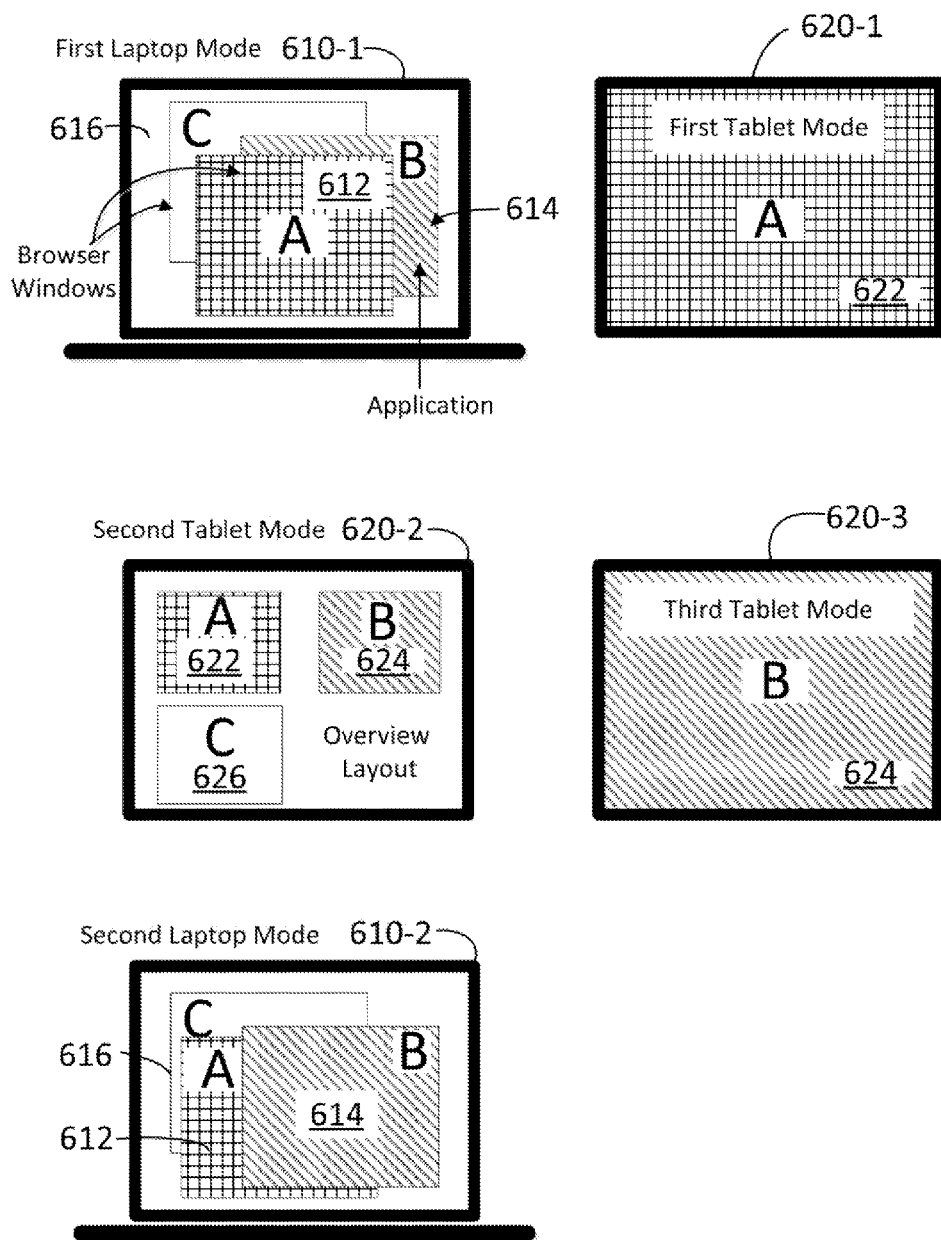 First Laptop Mode 610-1
620-1
616
C
B
First Tablet Mode
612
614
A
A
Browser
Windows
622
Application
Second Tablet Mode 620-2
620-3
A
B
Third Tablet Mode
622
624
B
C
Overview
626
Layout
624
Second Laptop Mode 610-2
C
B
616
A
614
612